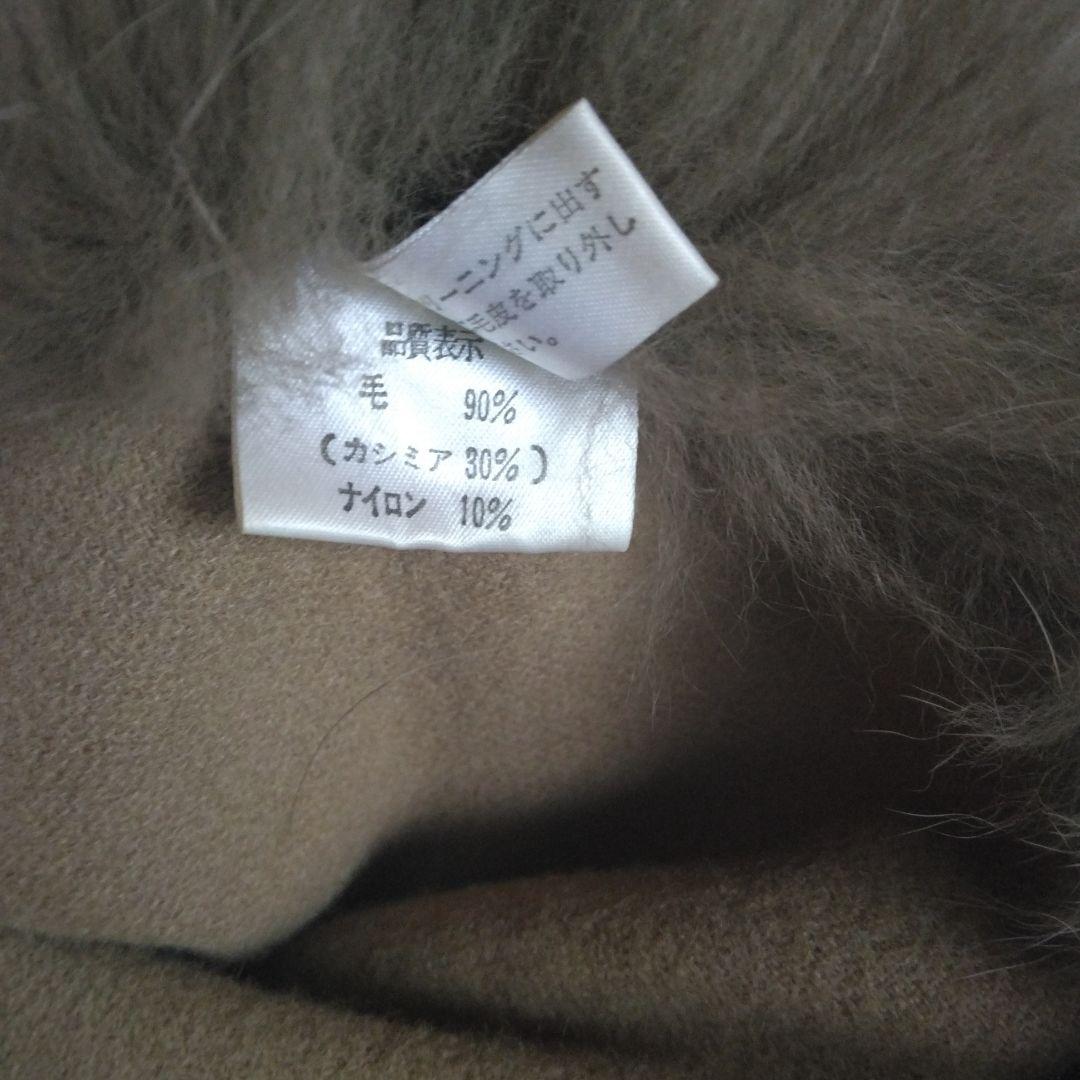 ーニングに出す
毛皮を取り外し
い。
品質表示
毛 90%
(カシミア 30%)
ナイロン 10%